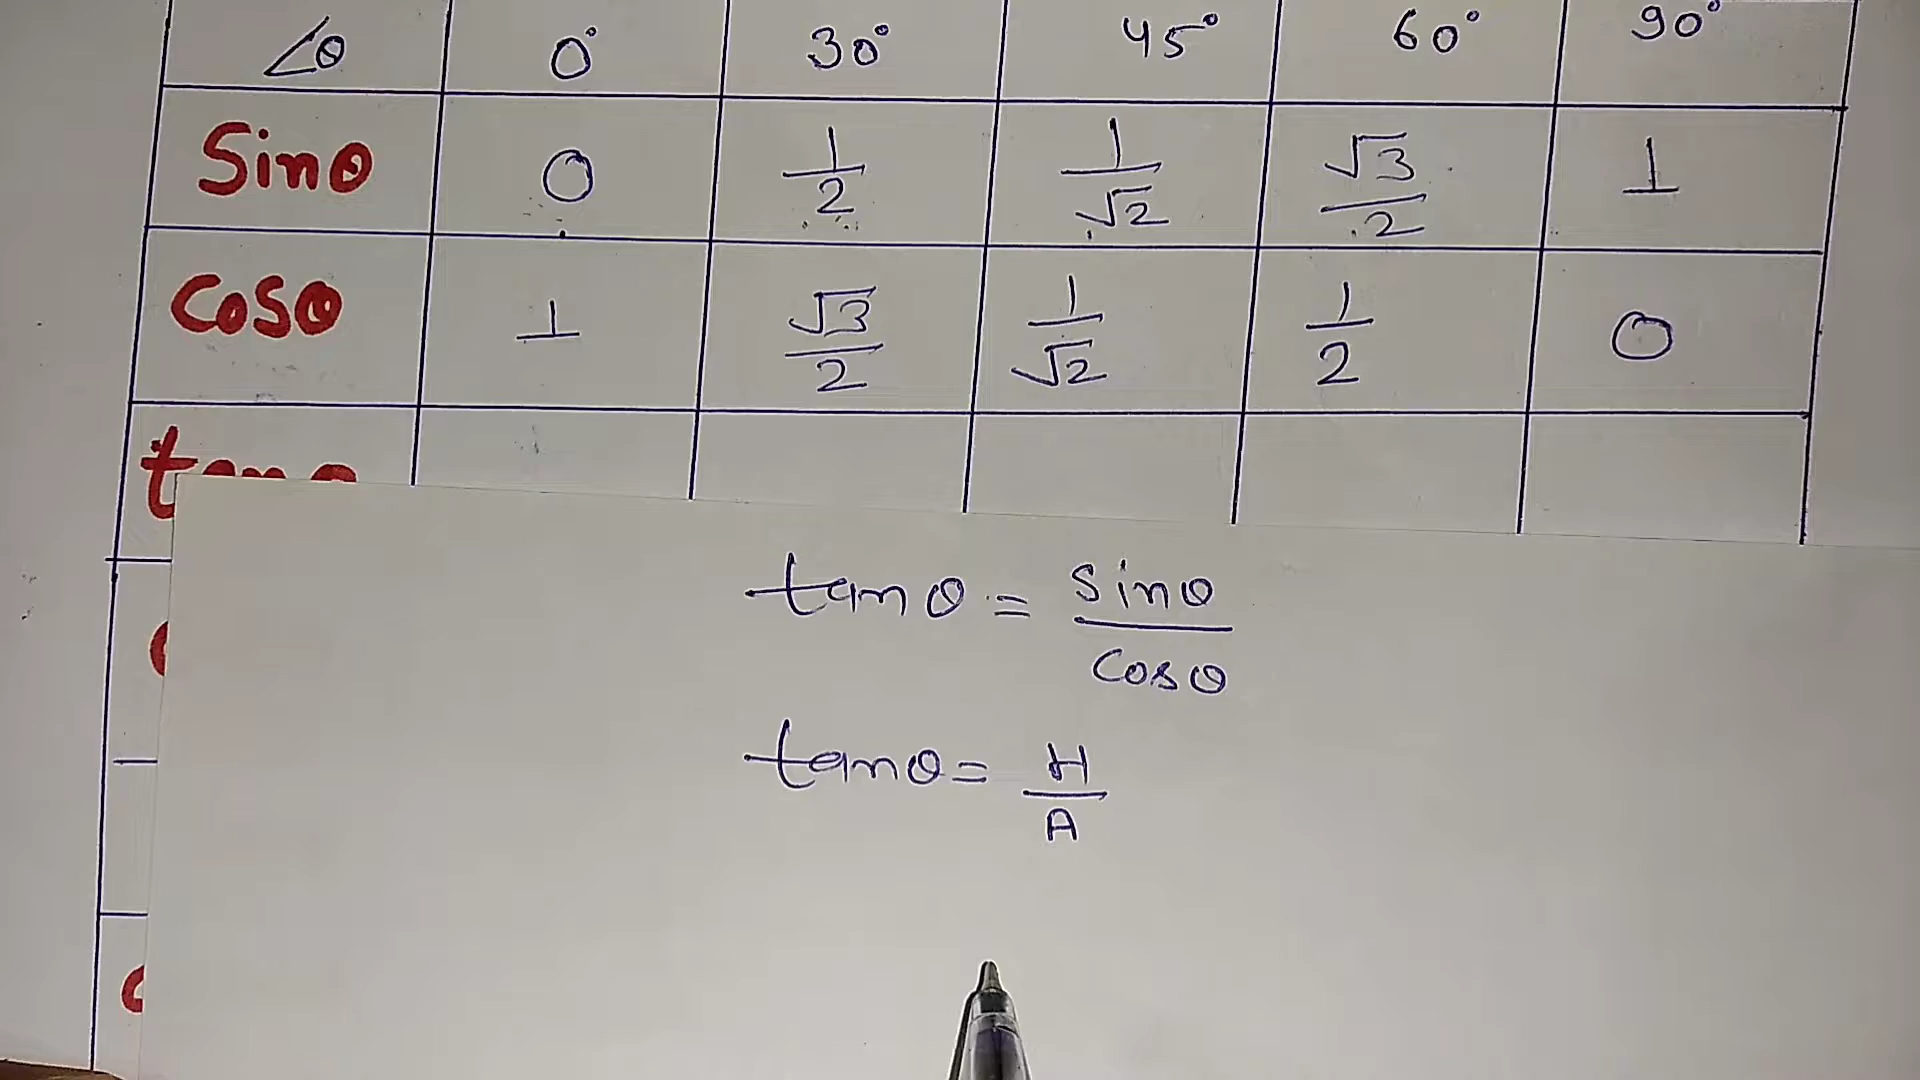 ∠θ 0° 30° 45° 60° 90°
Sinθ 0 1/2 1/√2 √3/2 1
Cosθ 1 √3/2 1/√2 1/2 0
tanθ
tanθ = sinθ/cosθ
tanθ = H/A